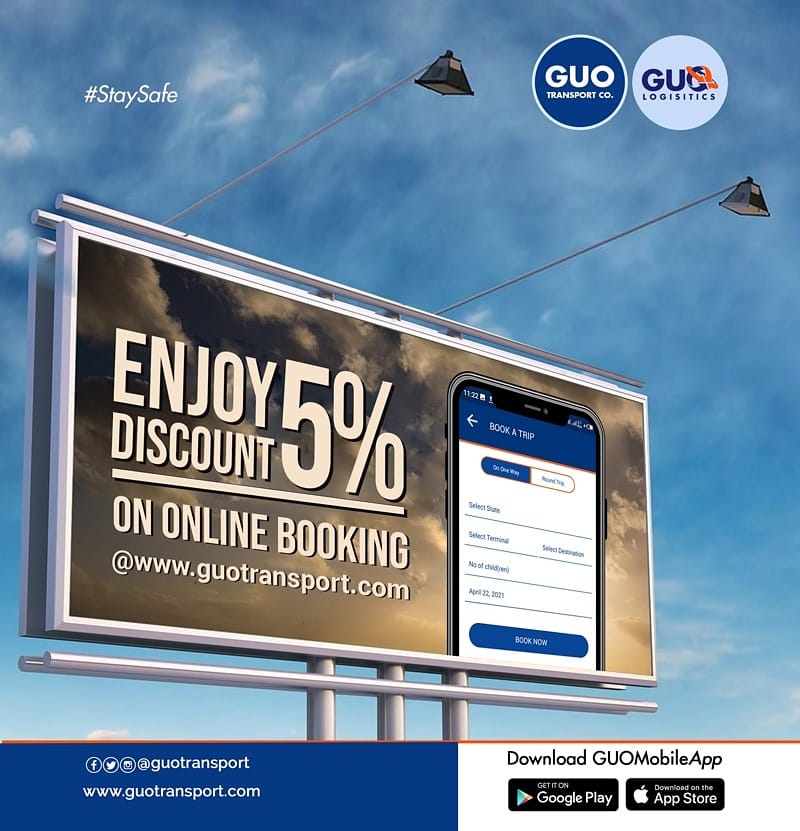 #StaySafe
GUO
TRANSPORT CO.
GUO
LOGISITICS
ENJOY 5%
DISCOUNT
ON ONLINE BOOKING
@www.guotransport.com
11:22
BOOK A TRIP
On One Way
Round Trip
Select State
Select Terminal
Select Destination
No of child(ren)
April 22, 2021
BOOK NOW
@guotransport
www.guotransport.com
Download GUOMobileApp
GET IT ON
Google Play
Download on the
App Store